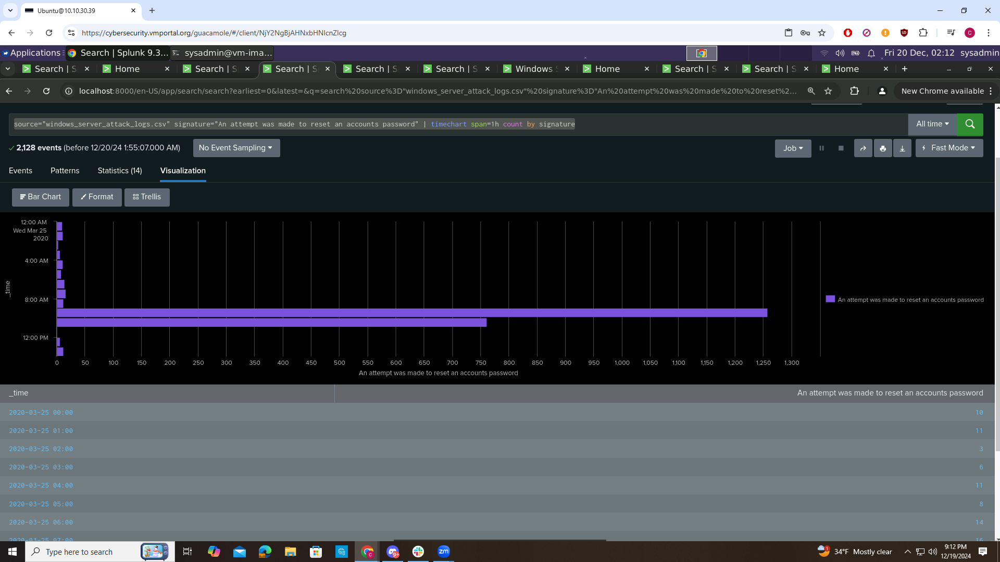 Ubuntu@10.10.30.39
https://cybersecurity.vmportal.org/guacamole/#/client/NjY2NgBjAHNxbHNlcnZlcg
C
Applications
Search | Splunk 9.3...
sysadmin@vm-ima...
Fri 20 Dec, 02:12 sysadmin
Search | S
Home
Search | S
Search | S
Search | S
Search | S
Windows S
Home
Search | S
Search | S
Home
localhost:8000/en-US/app/search/search?earliest=0&latest=&q=search%20source%3D"windows_server_attack_logs.csv"%20signature%3D"An%20attempt%20was%20made%20to%20reset%2...
New Chrome available
source="windows_server_attack_logs.csv" signature="An attempt was made to reset an accounts password" | timechart span=1h count by signature
All time
2,128 events (before 12/20/24 1:55:07.000 AM)
No Event Sampling
Job
Fast Mode
Events
Patterns
Statistics (14)
Visualization
Bar Chart
Format
Trellis
12:00 AM
Wed Mar 25
2020
4:00 AM
8:00 AM
12:00 PM
_time
An attempt was made to reset an accounts password
0 50 100 150 200 250 300 350 400 450 500 550 600 650 700 750 800 850 900 950 1,000 1,050 1,100 1,150 1,200 1,250 1,300
An attempt was made to reset an accounts password
_time An attempt was made to reset an accounts password
2020-03-25 00:00 10
2020-03-25 01:00 11
2020-03-25 02:00 3
2020-03-25 03:00 6
2020-03-25 04:00 11
2020-03-25 05:00 8
2020-03-25 06:00 14
2020-03-25 07:00 16
Type here to search
9+
zm
1
34°F Mostly clear
9:12 PM
12/19/2024